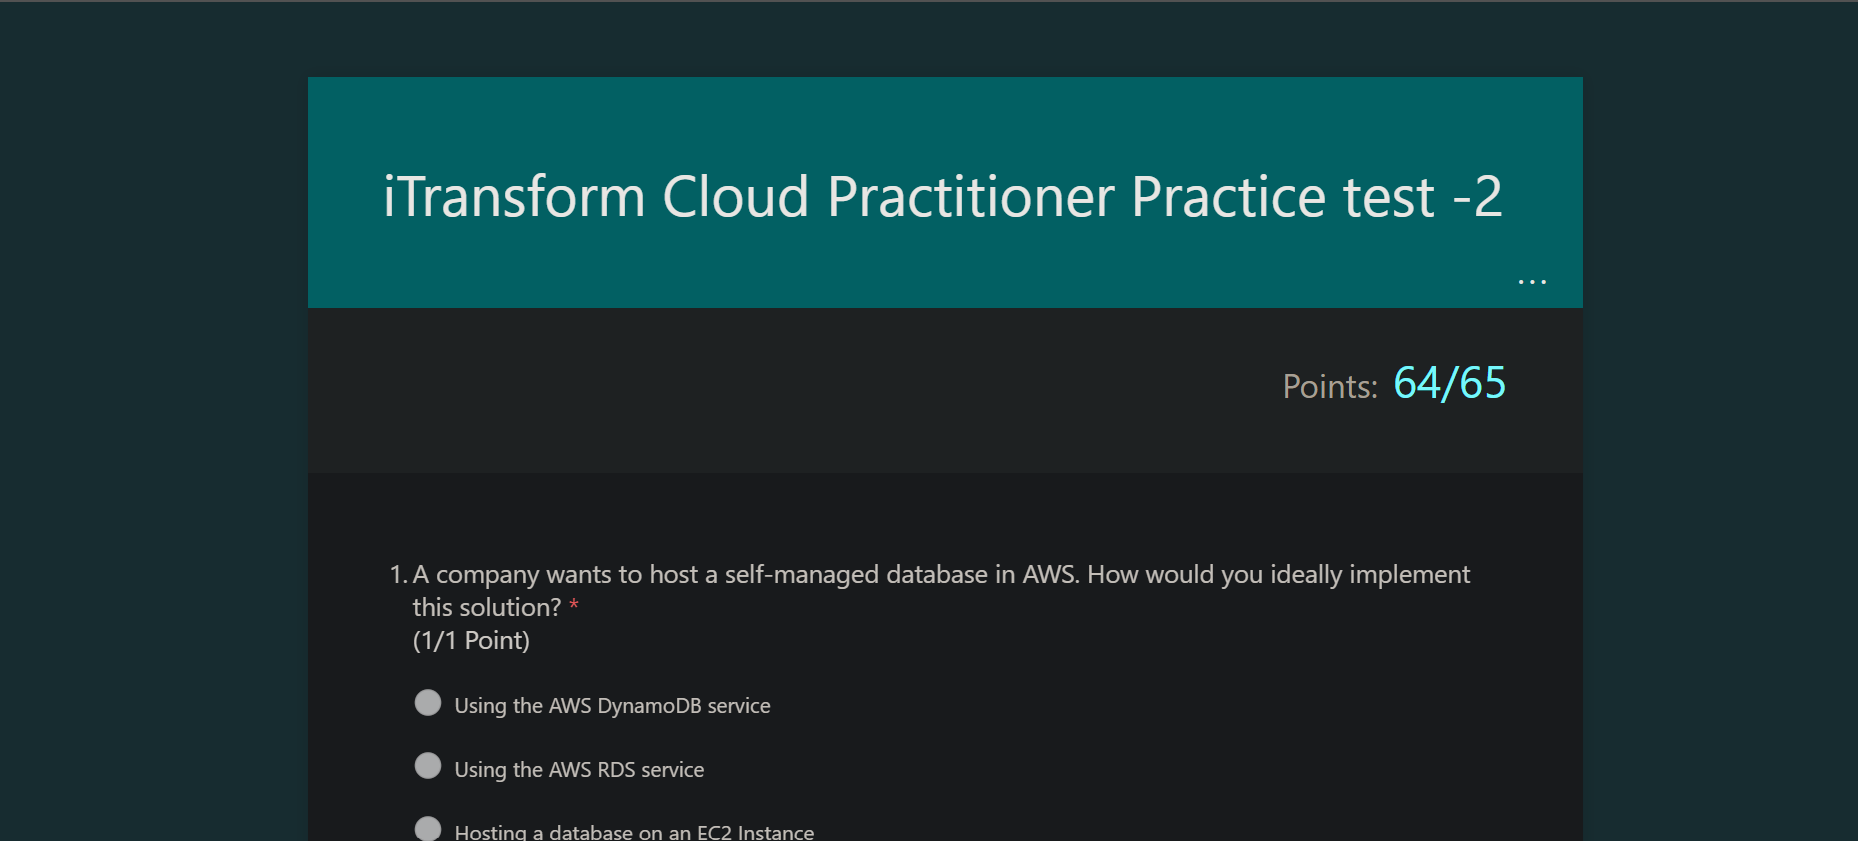 iTransform Cloud Practitioner Practice test -2
...
Points: 64/65
1. A company wants to host a self-managed database in AWS. How would you ideally implement
this solution? *
(1/1 Point)
Using the AWS DynamoDB service
Using the AWS RDS service
Hosting a database on an EC2 Instance